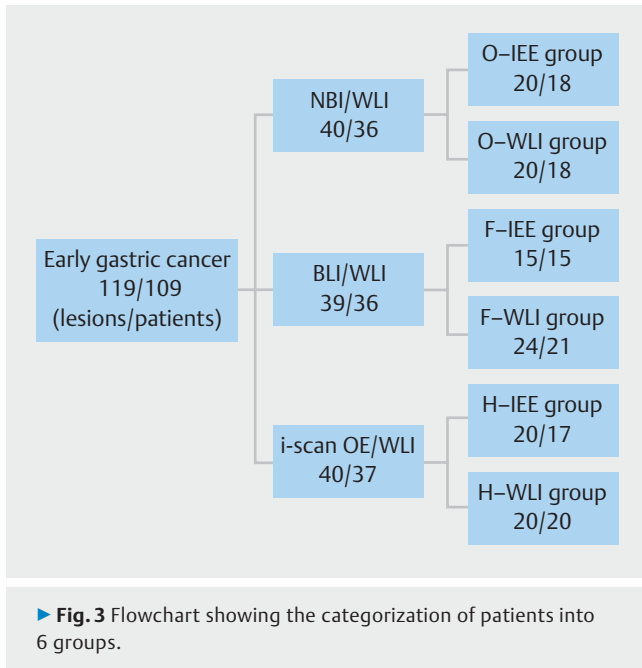 Early gastric cancer
119/109
(lesions/patients)
NBI/WLI
40/36
O–IEE group
20/18
O–WLI group
20/18
BLI/WLI
39/36
F–IEE group
15/15
F–WLI group
24/21
i-scan OE/WLI
40/37
H–IEE group
20/17
H–WLI group
20/20
▶ Fig. 3 Flowchart showing the categorization of patients into
6 groups.